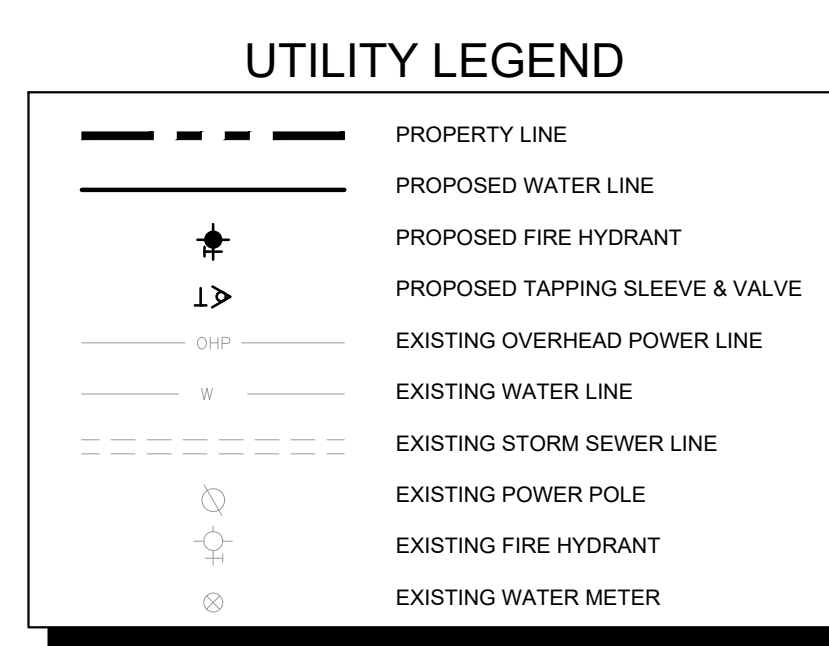 UTILITY LEGEND
PROPERTY LINE
PROPOSED WATER LINE
PROPOSED FIRE HYDRANT
PROPOSED TAPPING SLEEVE & VALVE
OHP EXISTING OVERHEAD POWER LINE
W EXISTING WATER LINE
EXISTING STORM SEWER LINE
EXISTING POWER POLE
EXISTING FIRE HYDRANT
EXISTING WATER METER